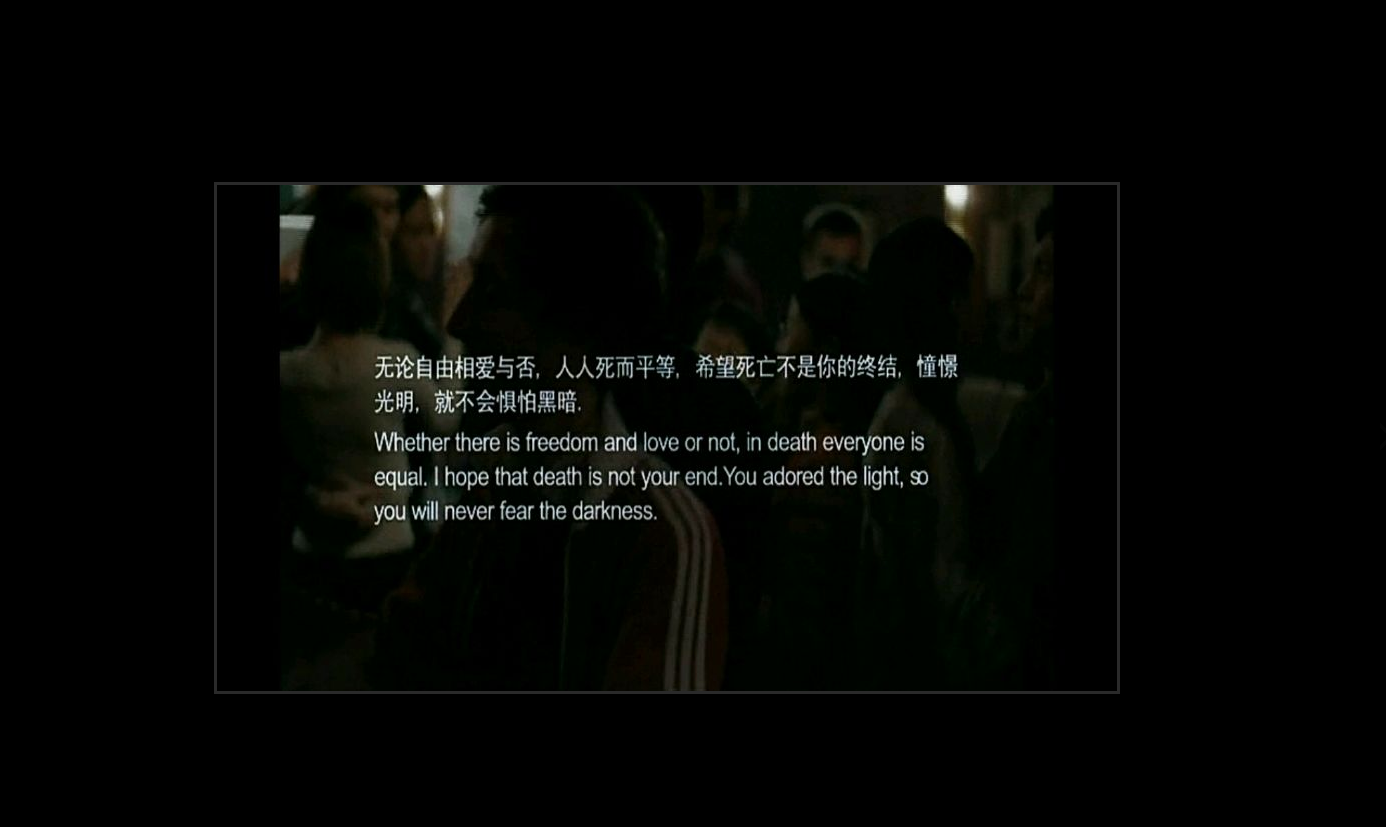 无论自由相爱与否, 人人死而平等, 希望死亡不是你的终结, 憧憬
光明, 就不会惧怕黑暗.
Whether there is freedom and love or not, in death everyone is
equal. I hope that death is not your end.You adored the light, so
you will never fear the darkness.